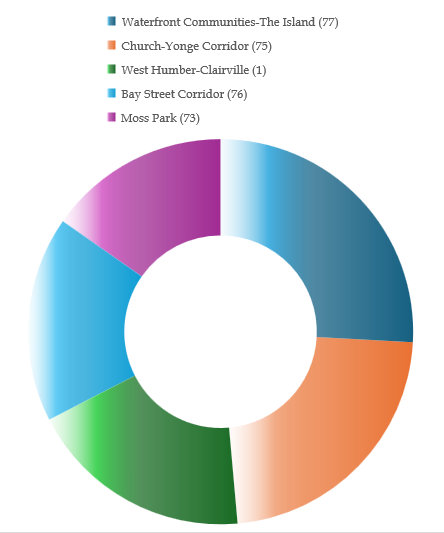 Waterfront Communities-The Island (77)
Church-Yonge Corridor (75)
West Humber-Clairville (1)
Bay Street Corridor (76)
Moss Park (73)